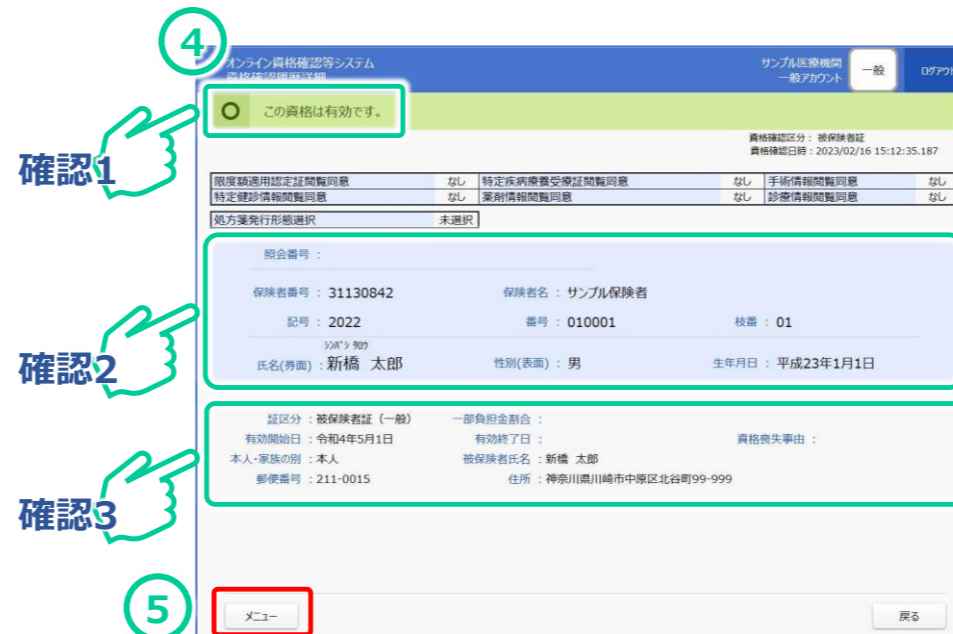 ④
オンライン資格確認等システム
資格確認履歴詳細
サンプル医療機関
一般アカウント
一般
ログアウト
確認1
この資格は有効です。
資格確認区分： 被保険者証
資格確認日時：2023/02/16 15:12:35.187
限度額適用認定証閲覧同意 なし 特定疾病療養受療証閲覧同意 なし 手術情報閲覧同意 なし
特定健診情報閲覧同意 なし 薬剤情報閲覧同意 なし 診療情報閲覧同意 なし
処方箋発行形態選択 未選択
確認2
照会番号：
保険者番号：31130842 保険者名：サンプル保険者
記号：2022 番号：010001 枝番：01
ｼﾝﾊﾞｼ ﾀﾛｳ
氏名(券面)：新橋 太郎 性別(表面)：男 生年月日：平成23年1月1日
確認3
証区分：被保険者証（一般） 一部負担金割合：
有効開始日：令和4年5月1日 有効終了日： 資格喪失事由：
本人・家族の別：本人 被保険者氏名：新橋 太郎
郵便番号：211-0015 住所：神奈川県川崎市中原区北谷町99-999
⑤
メニュー
戻る